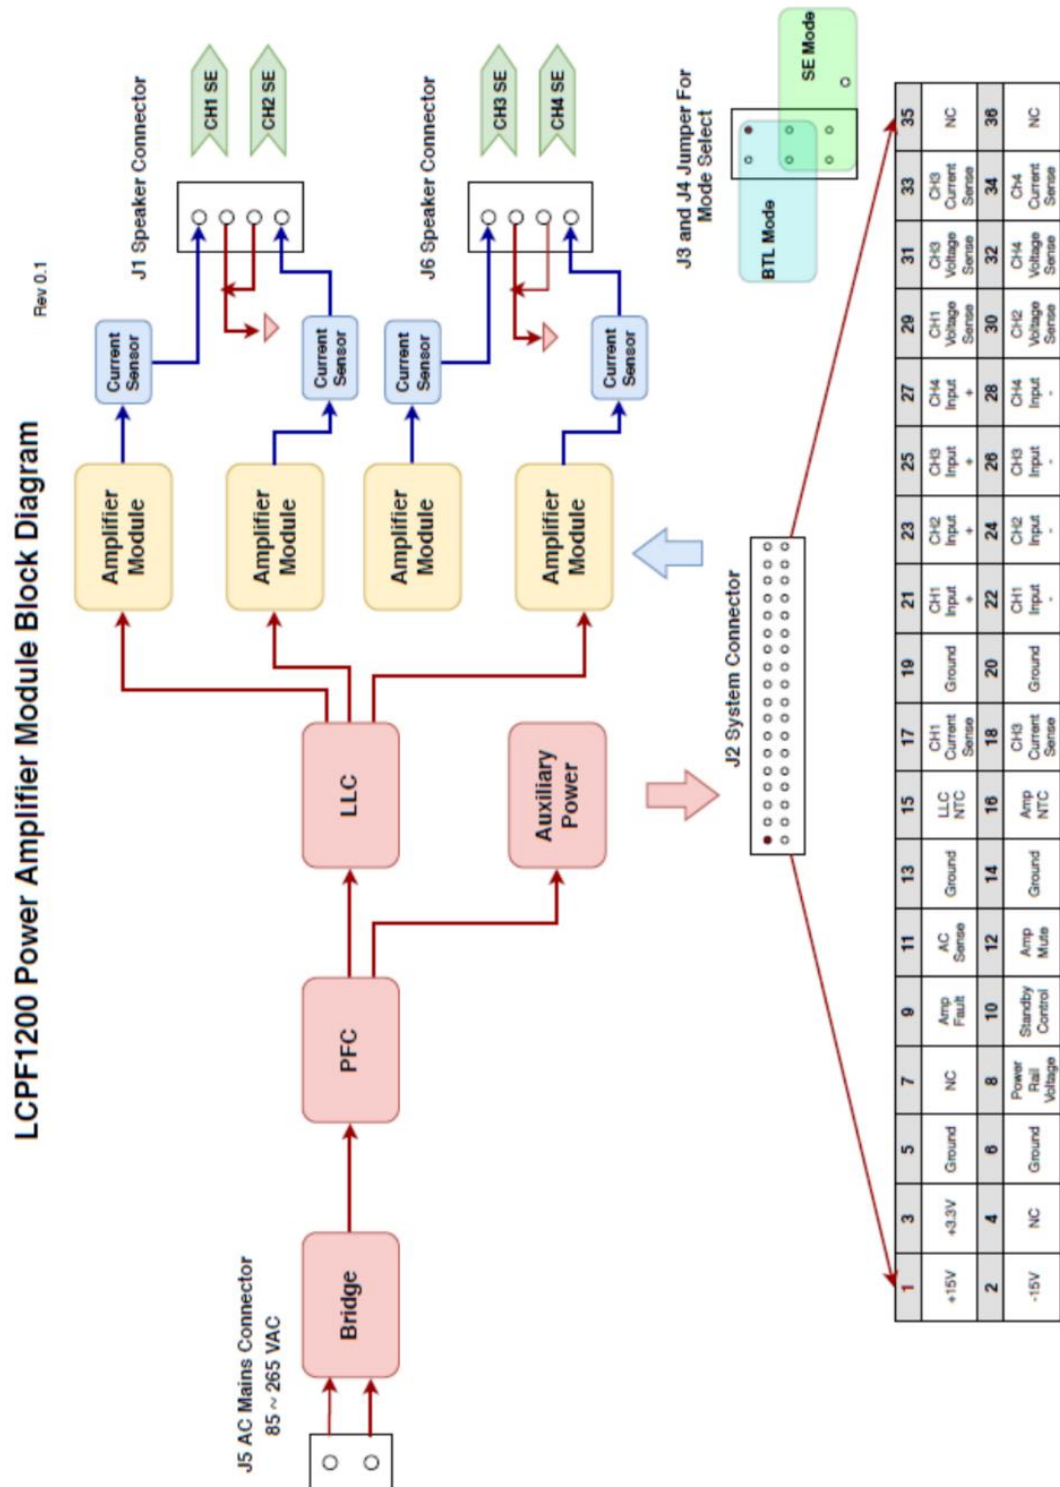 LCPF1200 Power Amplifier Module Block Diagram
Rev 0.1
J5 AC Mains Connector
85 ~ 265 VAC
Bridge
PFC
LLC
Auxiliary
Power
Amplifier
Module
Amplifier
Module
Amplifier
Module
Amplifier
Module
Current
Sensor
Current
Sensor
Current
Sensor
Current
Sensor
J1 Speaker Connector
CH1 SE
CH2 SE
J6 Speaker Connector
CH3 SE
CH4 SE
J3 and J4 Jumper For
Mode Select
BTL Mode
SE Mode
J2 System Connector
1 3 5 7 9 11 13 15 17 19 21 23 25 27 29 31 33 35
+15V
+3.3V
Ground
NC
Amp
Fault
AC
Sense
Ground
LLC
NTC
CH1
Current
Sense
Ground
CH1
Input
+
CH2
Input
+
CH3
Input
+
CH4
Input
+
CH1
Voltage
Sense
CH3
Voltage
Sense
CH3
Current
Sense
NC
2 4 6 8 10 12 14 16 18 20 22 24 26 28 30 32 34 36
-15V
NC
Ground
Power
Rail
Voltage
Standby
Control
Amp
Mute
Ground
Amp
NTC
CH3
Current
Sense
Ground
CH1
Input
-
CH2
Input
-
CH3
Input
-
CH4
Input
-
CH2
Voltage
Sense
CH4
Voltage
Sense
Ch4
Current
Sense
NC